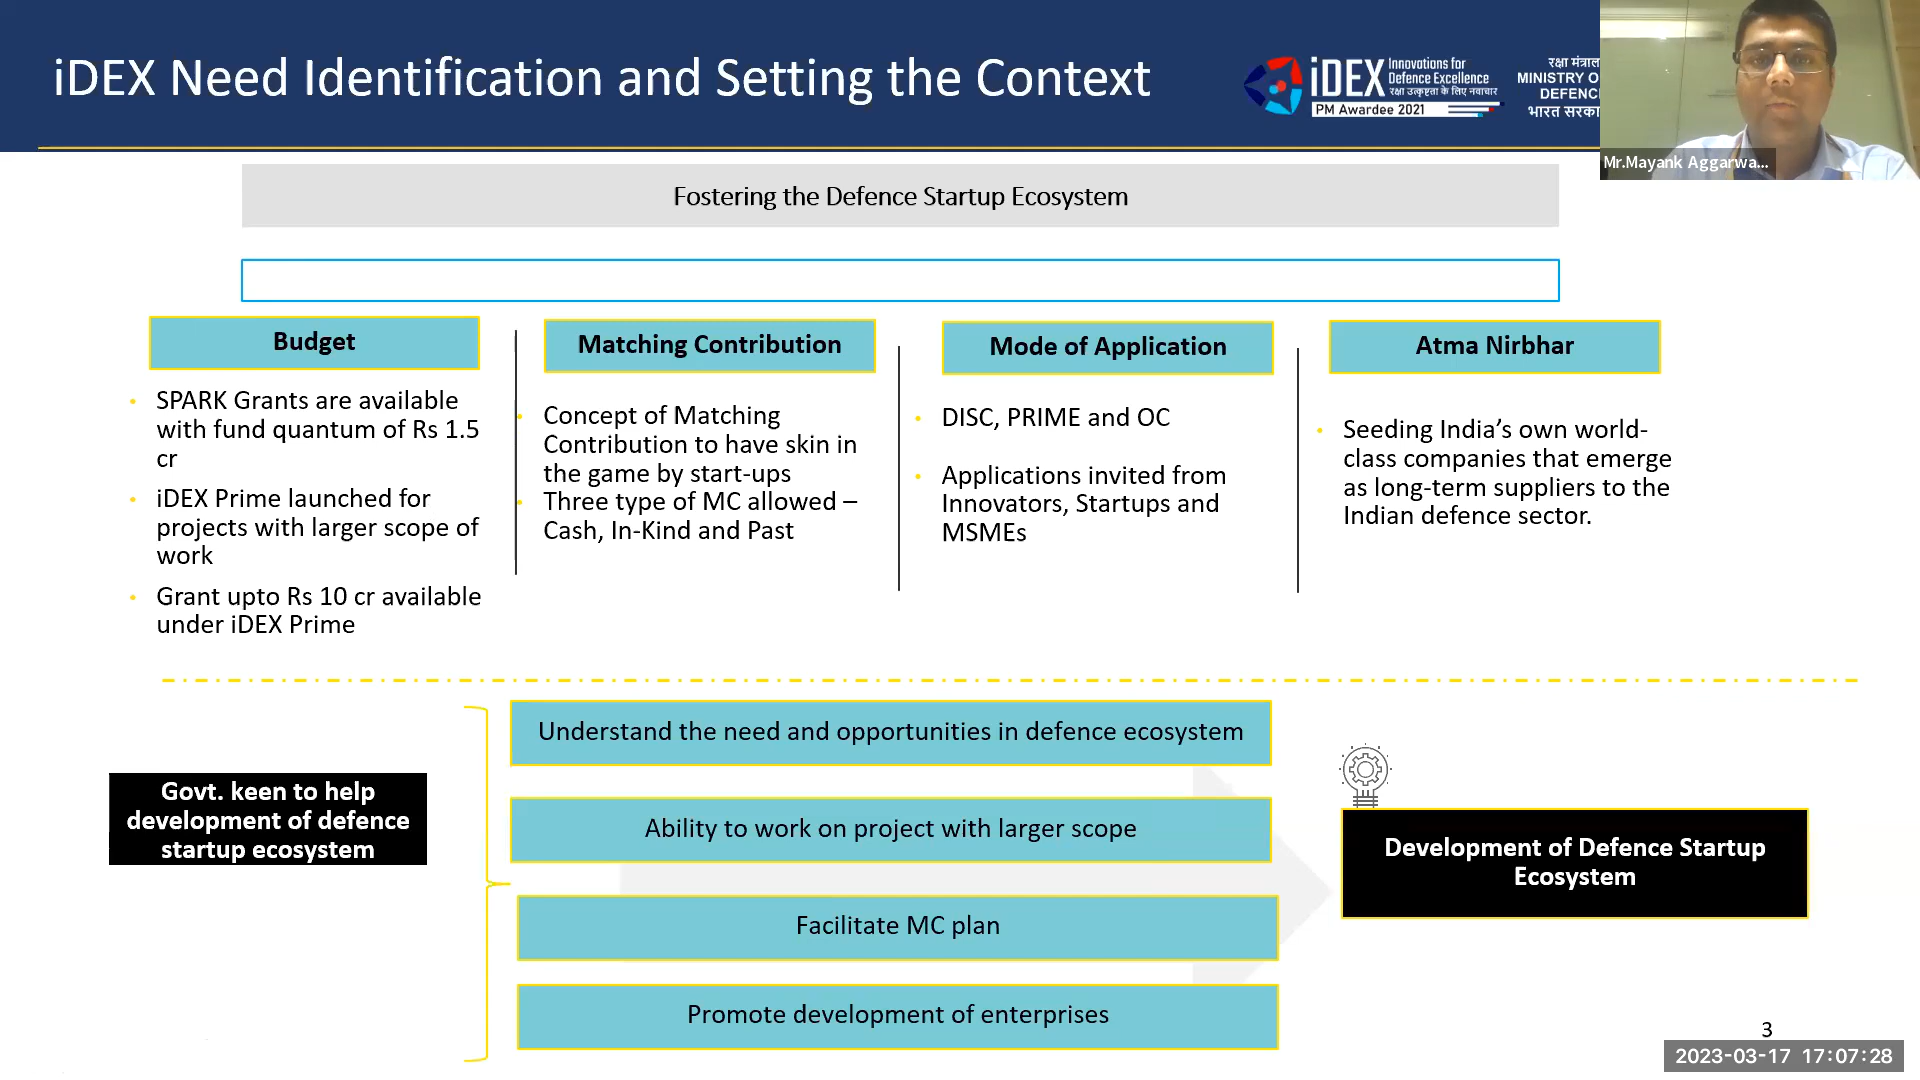 iDEX Need Identification and Setting the Context
iDEX
Innovations for
Defence Excellence
रक्षा उत्कृष्टता के लिए नवाचार
PM Awardee 2021
रक्षा
MINISTRY
भारत
Mr.Mayank Aggarwa...
Fostering the Defence Startup Ecosystem
Budget
SPARK Grants are available
with fund quantum of Rs 1.5
cr
iDEX Prime launched for
projects with larger scope of
work
Grant upto Rs 10 cr available
under iDEX Prime
Matching Contribution
Concept of Matching
Contribution to have skin in
the game by start-ups
Three type of MC allowed –
Cash, In-Kind and Past
Mode of Application
DISC, PRIME and OC
Applications invited from
Innovators, Startups and
MSMEs
Atma Nirbhar
Seeding India’s own world-
class companies that emerge
as long-term suppliers to the
Indian defence sector.
Govt. keen to help
development of defence
startup ecosystem
Understand the need and opportunities in defence ecosystem
Ability to work on project with larger scope
Facilitate MC plan
Promote development of enterprises
Development of Defence Startup
Ecosystem
3
2023-03-17 17:07:28